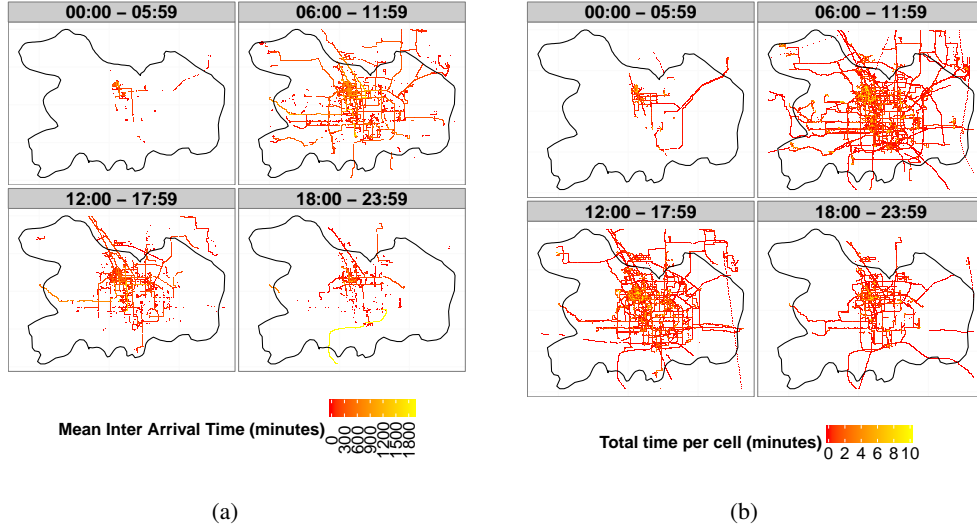 00:00 – 05:59
06:00 – 11:59
12:00 – 17:59
18:00 – 23:59
Mean Inter Arrival Time (minutes)
0
300
600
900
1200
1500
1800
(a)
00:00 – 05:59
06:00 – 11:59
12:00 – 17:59
18:00 – 23:59
Total time per cell (minutes)
0 2 4 6 8 10
(b)